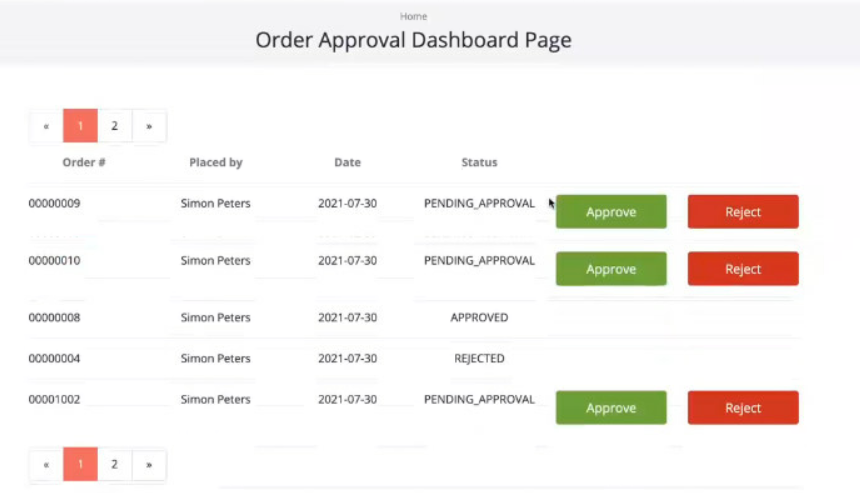 Home
Order Approval Dashboard Page
« 1 2 »
Order # Placed by Date Status
00000009 Simon Peters 2021-07-30 PENDING_APPROVAL Approve Reject
00000010 Simon Peters 2021-07-30 PENDING_APPROVAL Approve Reject
00000008 Simon Peters 2021-07-30 APPROVED
00000004 Simon Peters 2021-07-30 REJECTED
00001002 Simon Peters 2021-07-30 PENDING_APPROVAL Approve Reject
« 1 2 »